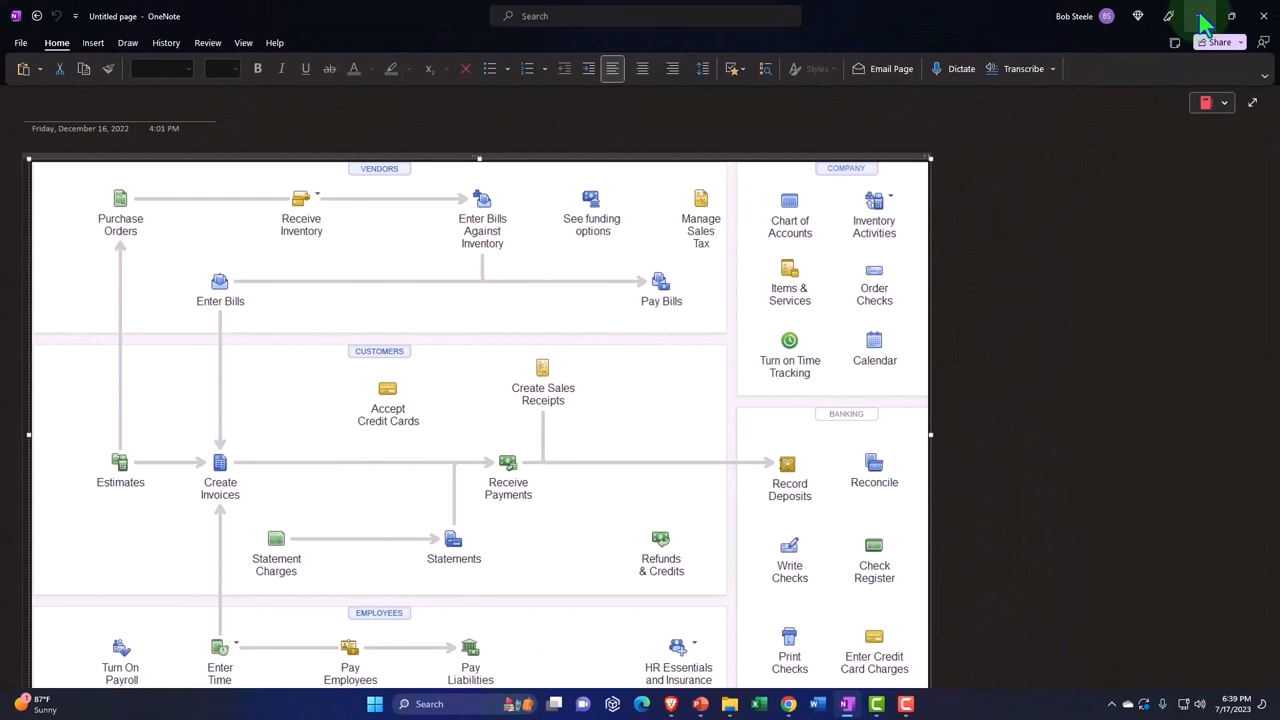 Untitled page - OneNote
Search
Bob Steele
BS
File
Home
Insert
Draw
History
Review
View
Help
Share
Styles
Email Page
Dictate
Transcribe
Friday, December 16, 2022
4:01 PM
VENDORS
Purchase
Orders
Receive
Inventory
Enter Bills
Against
Inventory
See funding
options
Manage
Sales
Tax
Enter Bills
Pay Bills
CUSTOMERS
Accept
Credit Cards
Create Sales
Receipts
Estimates
Create
Invoices
Receive
Payments
Statement
Charges
Statements
Refunds
& Credits
EMPLOYEES
Turn On
Payroll
Enter
Time
Pay
Employees
Pay
Liabilities
HR Essentials
and Insurance
COMPANY
Chart of
Accounts
Inventory
Activities
Items &
Services
Order
Checks
Turn on Time
Tracking
Calendar
BANKING
Record
Deposits
Reconcile
Write
Checks
Check
Register
Print
Checks
Enter Credit
Card Charges
87°F
Sunny
Search
6:39 PM
7/17/2023